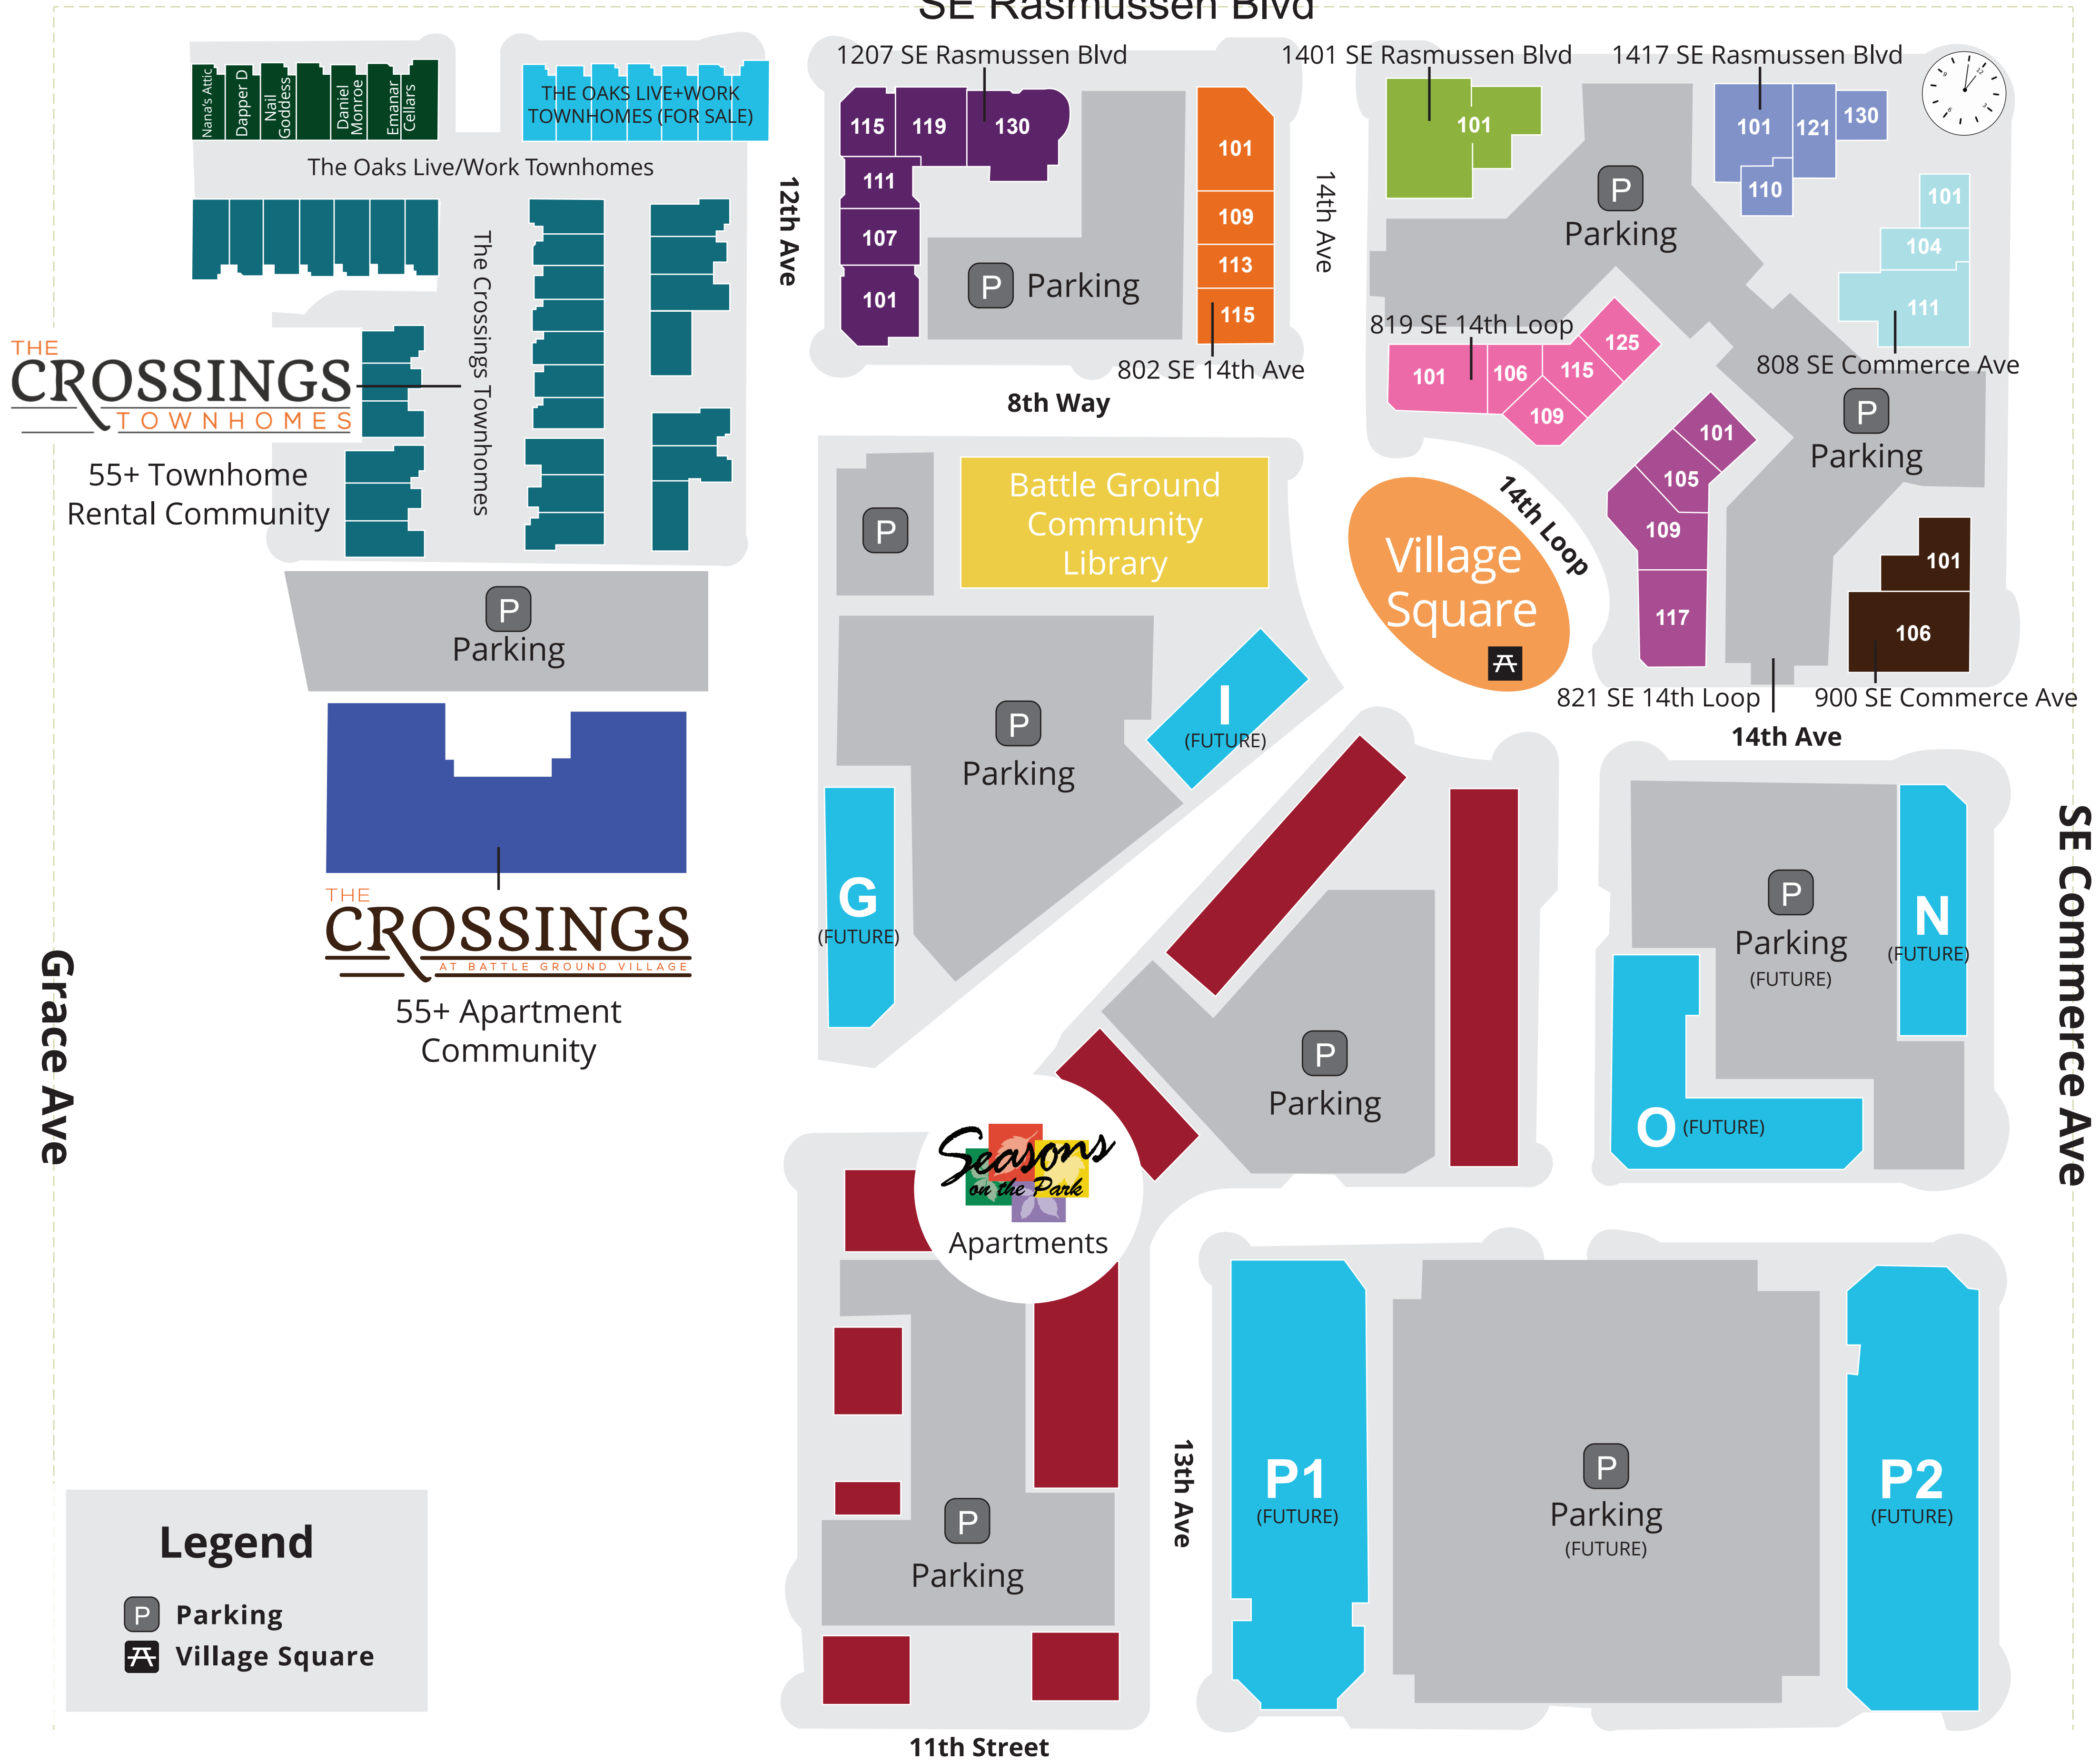 SE Rasmussen Blvd
Nana's Attic
Dapper D
Nail
Goddess
Daniel
Monroe
Emanar
Cellars
THE OAKS LIVE+WORK
TOWNHOMES (FOR SALE)
The Oaks Live/Work Townhomes
The Crossings Townhomes
THE
CROSSINGS
TOWNHOMES
55+ Townhome
Rental Community
P
Parking
THE
CROSSINGS
AT BATTLE GROUND VILLAGE
55+ Apartment
Community
Grace Ave
12th Ave
1207 SE Rasmussen Blvd
115
119
130
111
107
101
P
Parking
101
109
113
115
802 SE 14th Ave
8th Way
14th Ave
1401 SE Rasmussen Blvd
101
P
Parking
1417 SE Rasmussen Blvd
101
121
130
110
12
3
6
9
101
104
111
808 SE Commerce Ave
819 SE 14th Loop
101
106
115
125
109
P
Parking
101
105
109
117
821 SE 14th Loop
101
106
900 SE Commerce Ave
14th Ave
14th Loop
Village
Square
P
Battle Ground
Community
Library
P
Parking
I
(FUTURE)
G
(FUTURE)
P
Parking
P
Parking
(FUTURE)
N
(FUTURE)
O (FUTURE)
SE Commerce Ave
Seasons
on the Park
Apartments
P
Parking
13th Ave
P1
(FUTURE)
P
Parking
(FUTURE)
P2
(FUTURE)
11th Street
Legend
P Parking
Village Square